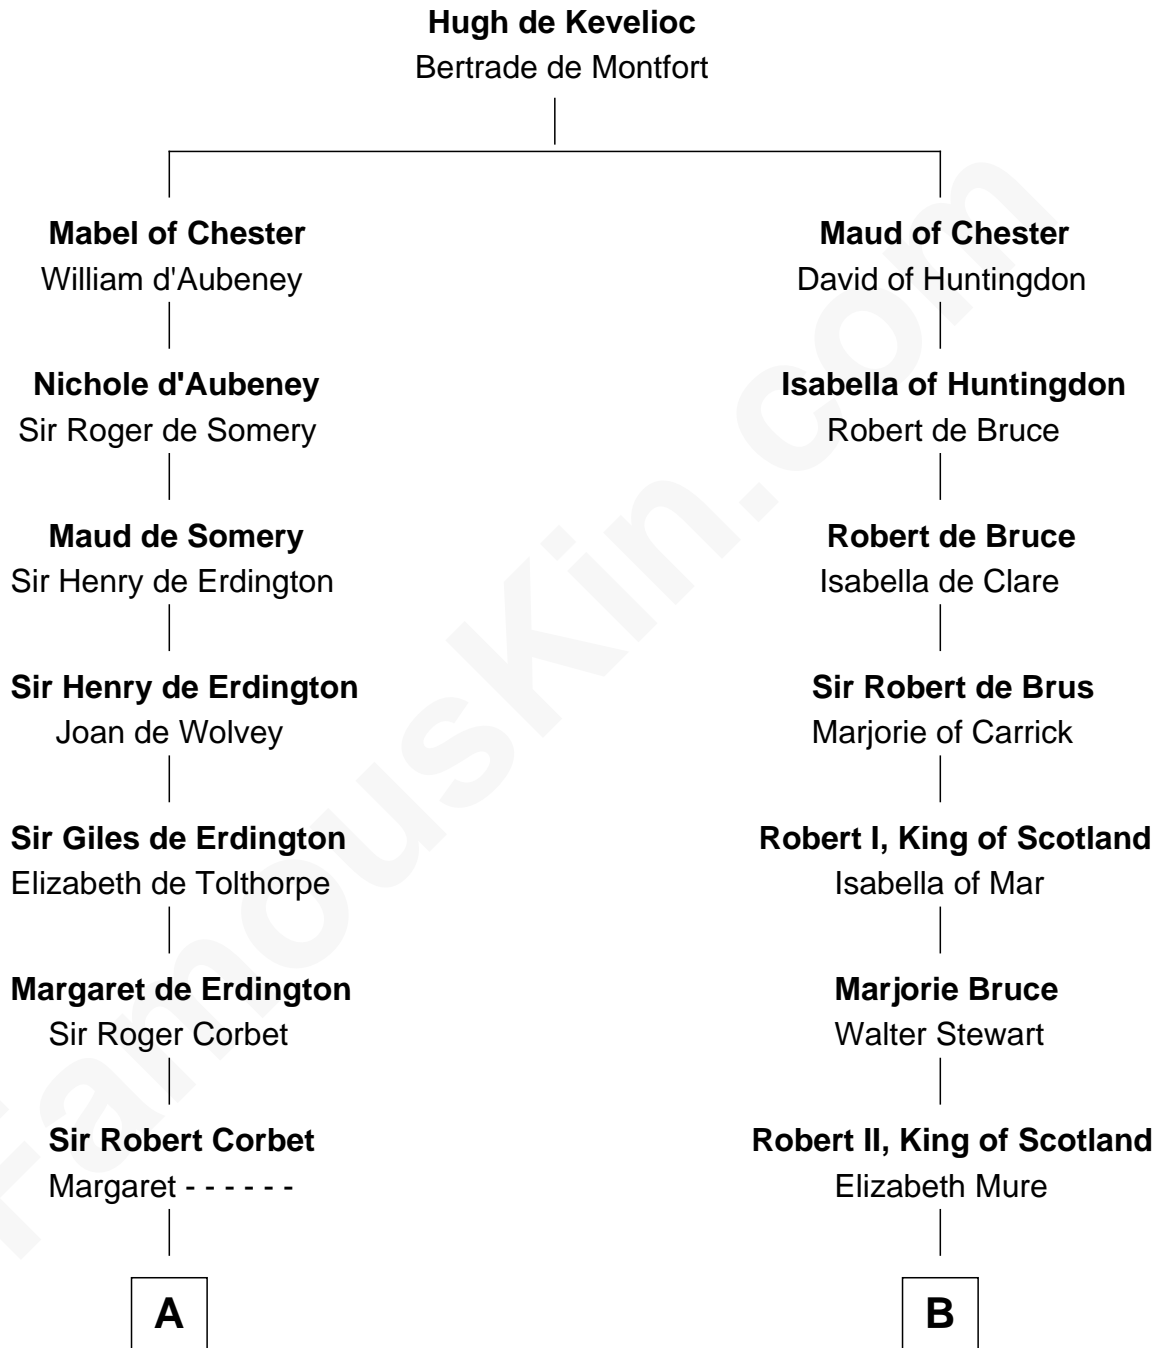 Hugh de Kevelioc
Bertrade de Montfort
Mabel of Chester
William d'Aubeney
Maud of Chester
David of Huntingdon
Nichole d'Aubeney
Sir Roger de Somery
Isabella of Huntingdon
Robert de Bruce
Maud de Somery
Sir Henry de Erdington
Robert de Bruce
Isabella de Clare
Sir Henry de Erdington
Joan de Wolvey
Sir Robert de Brus
Marjorie of Carrick
Sir Giles de Erdington
Elizabeth de Tolthorpe
Robert I, King of Scotland
Isabella of Mar
Margaret de Erdington
Sir Roger Corbet
Marjorie Bruce
Walter Stewart
Sir Robert Corbet
Margaret - - - - - -
Robert II, King of Scotland
Elizabeth Mure
A
B
FamousKin.com